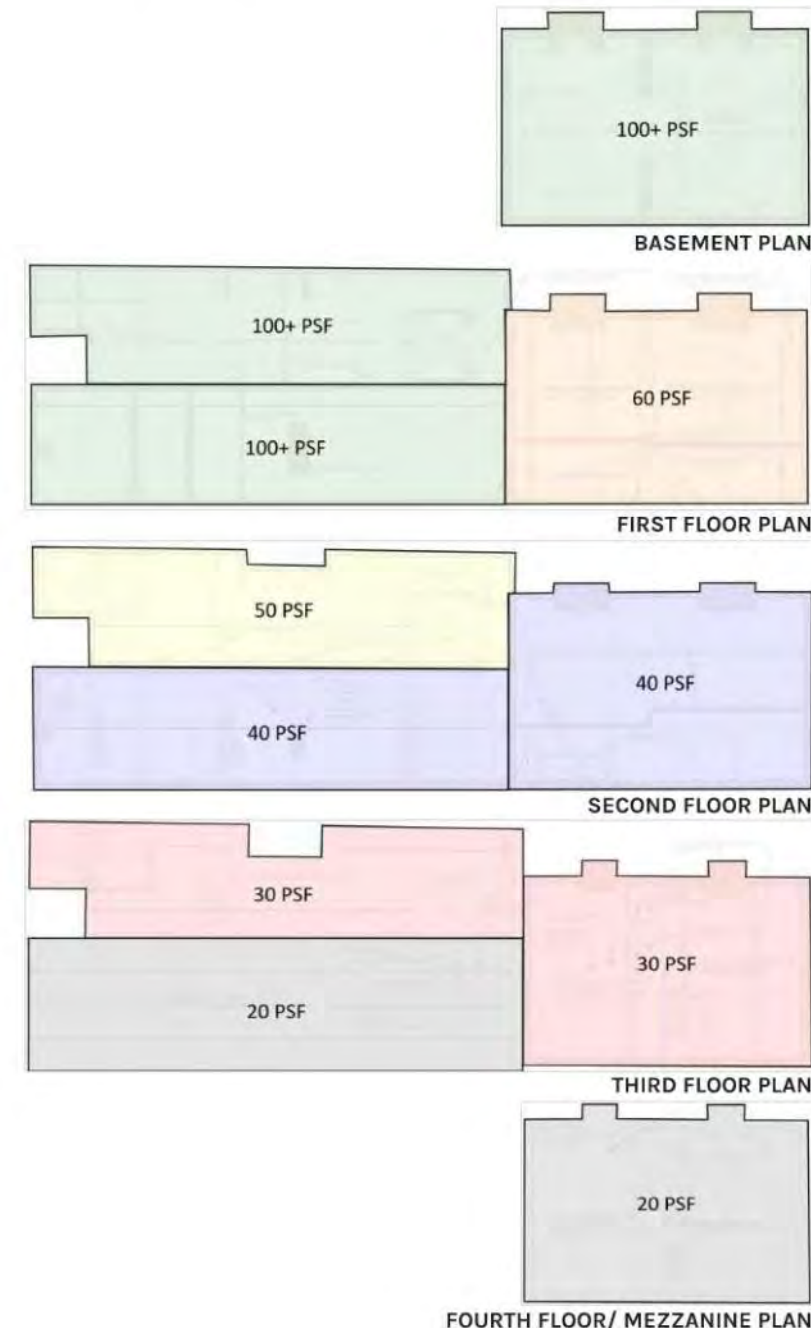 100+ PSF
BASEMENT PLAN
100+ PSF
100+ PSF
60 PSF
FIRST FLOOR PLAN
50 PSF
40 PSF
40 PSF
SECOND FLOOR PLAN
30 PSF
20 PSF
30 PSF
THIRD FLOOR PLAN
20 PSF
FOURTH FLOOR/ MEZZANINE PLAN